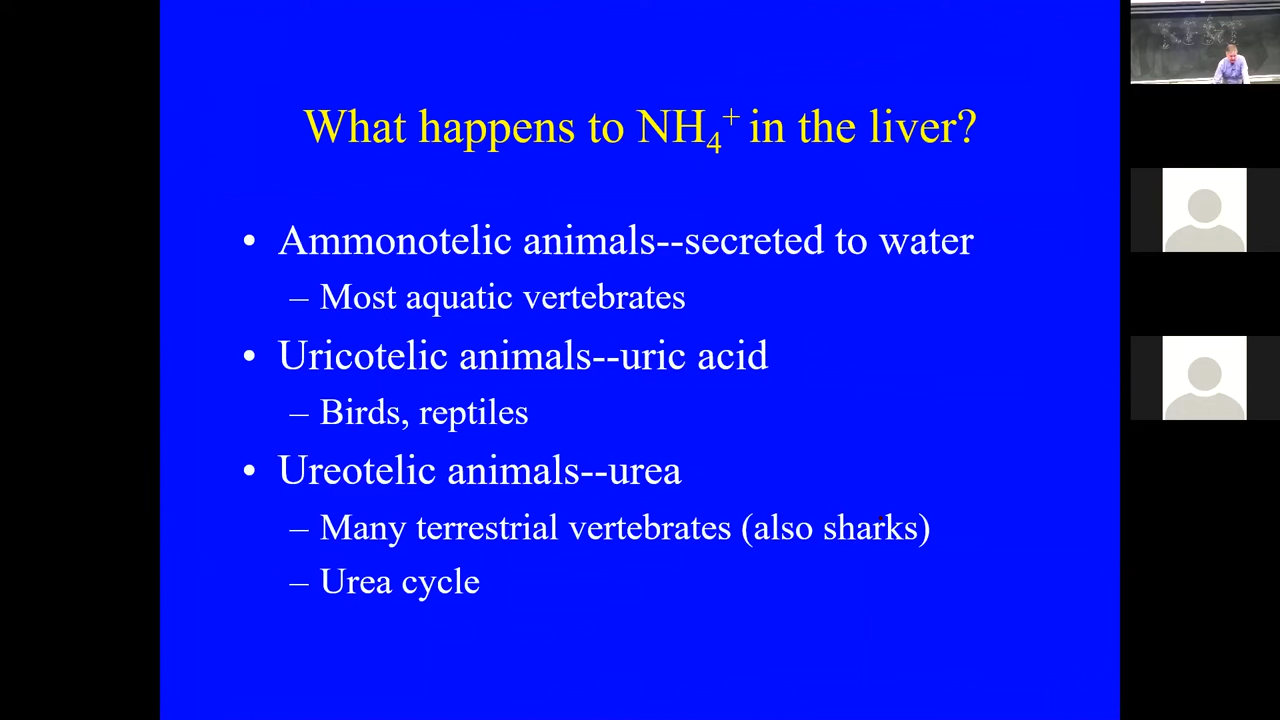 What happens to NH₄⁺ in the liver?
• Ammonotelic animals--secreted to water
– Most aquatic vertebrates
• Uricotelic animals--uric acid
– Birds, reptiles
• Ureotelic animals--urea
– Many terrestrial vertebrates (also sharks)
– Urea cycle